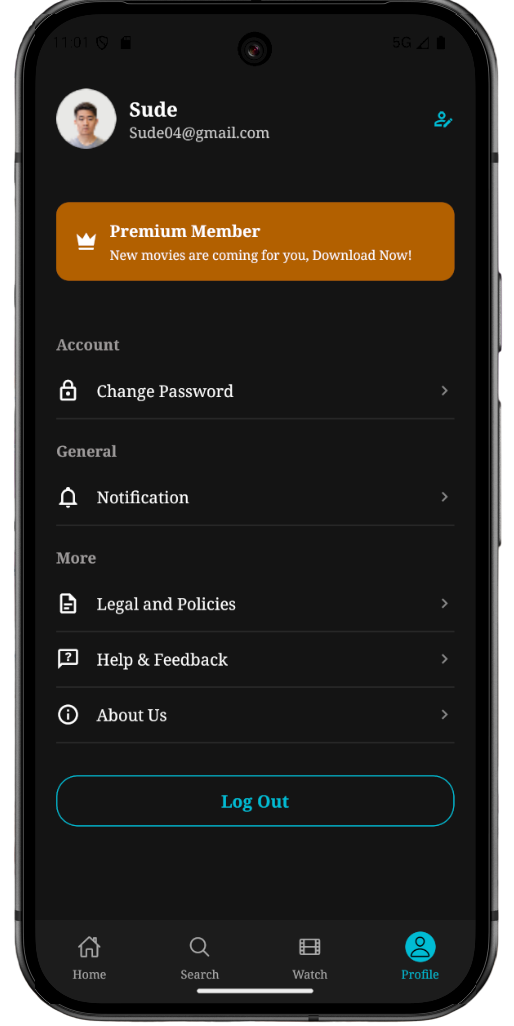 11:01 5G
Sude
Sude04@gmail.com
Premium Member
New movies are coming for you, Download Now!
Account
Change Password
General
Notification
More
Legal and Policies
Help & Feedback
About Us
Log Out
Home Search Watch Profile